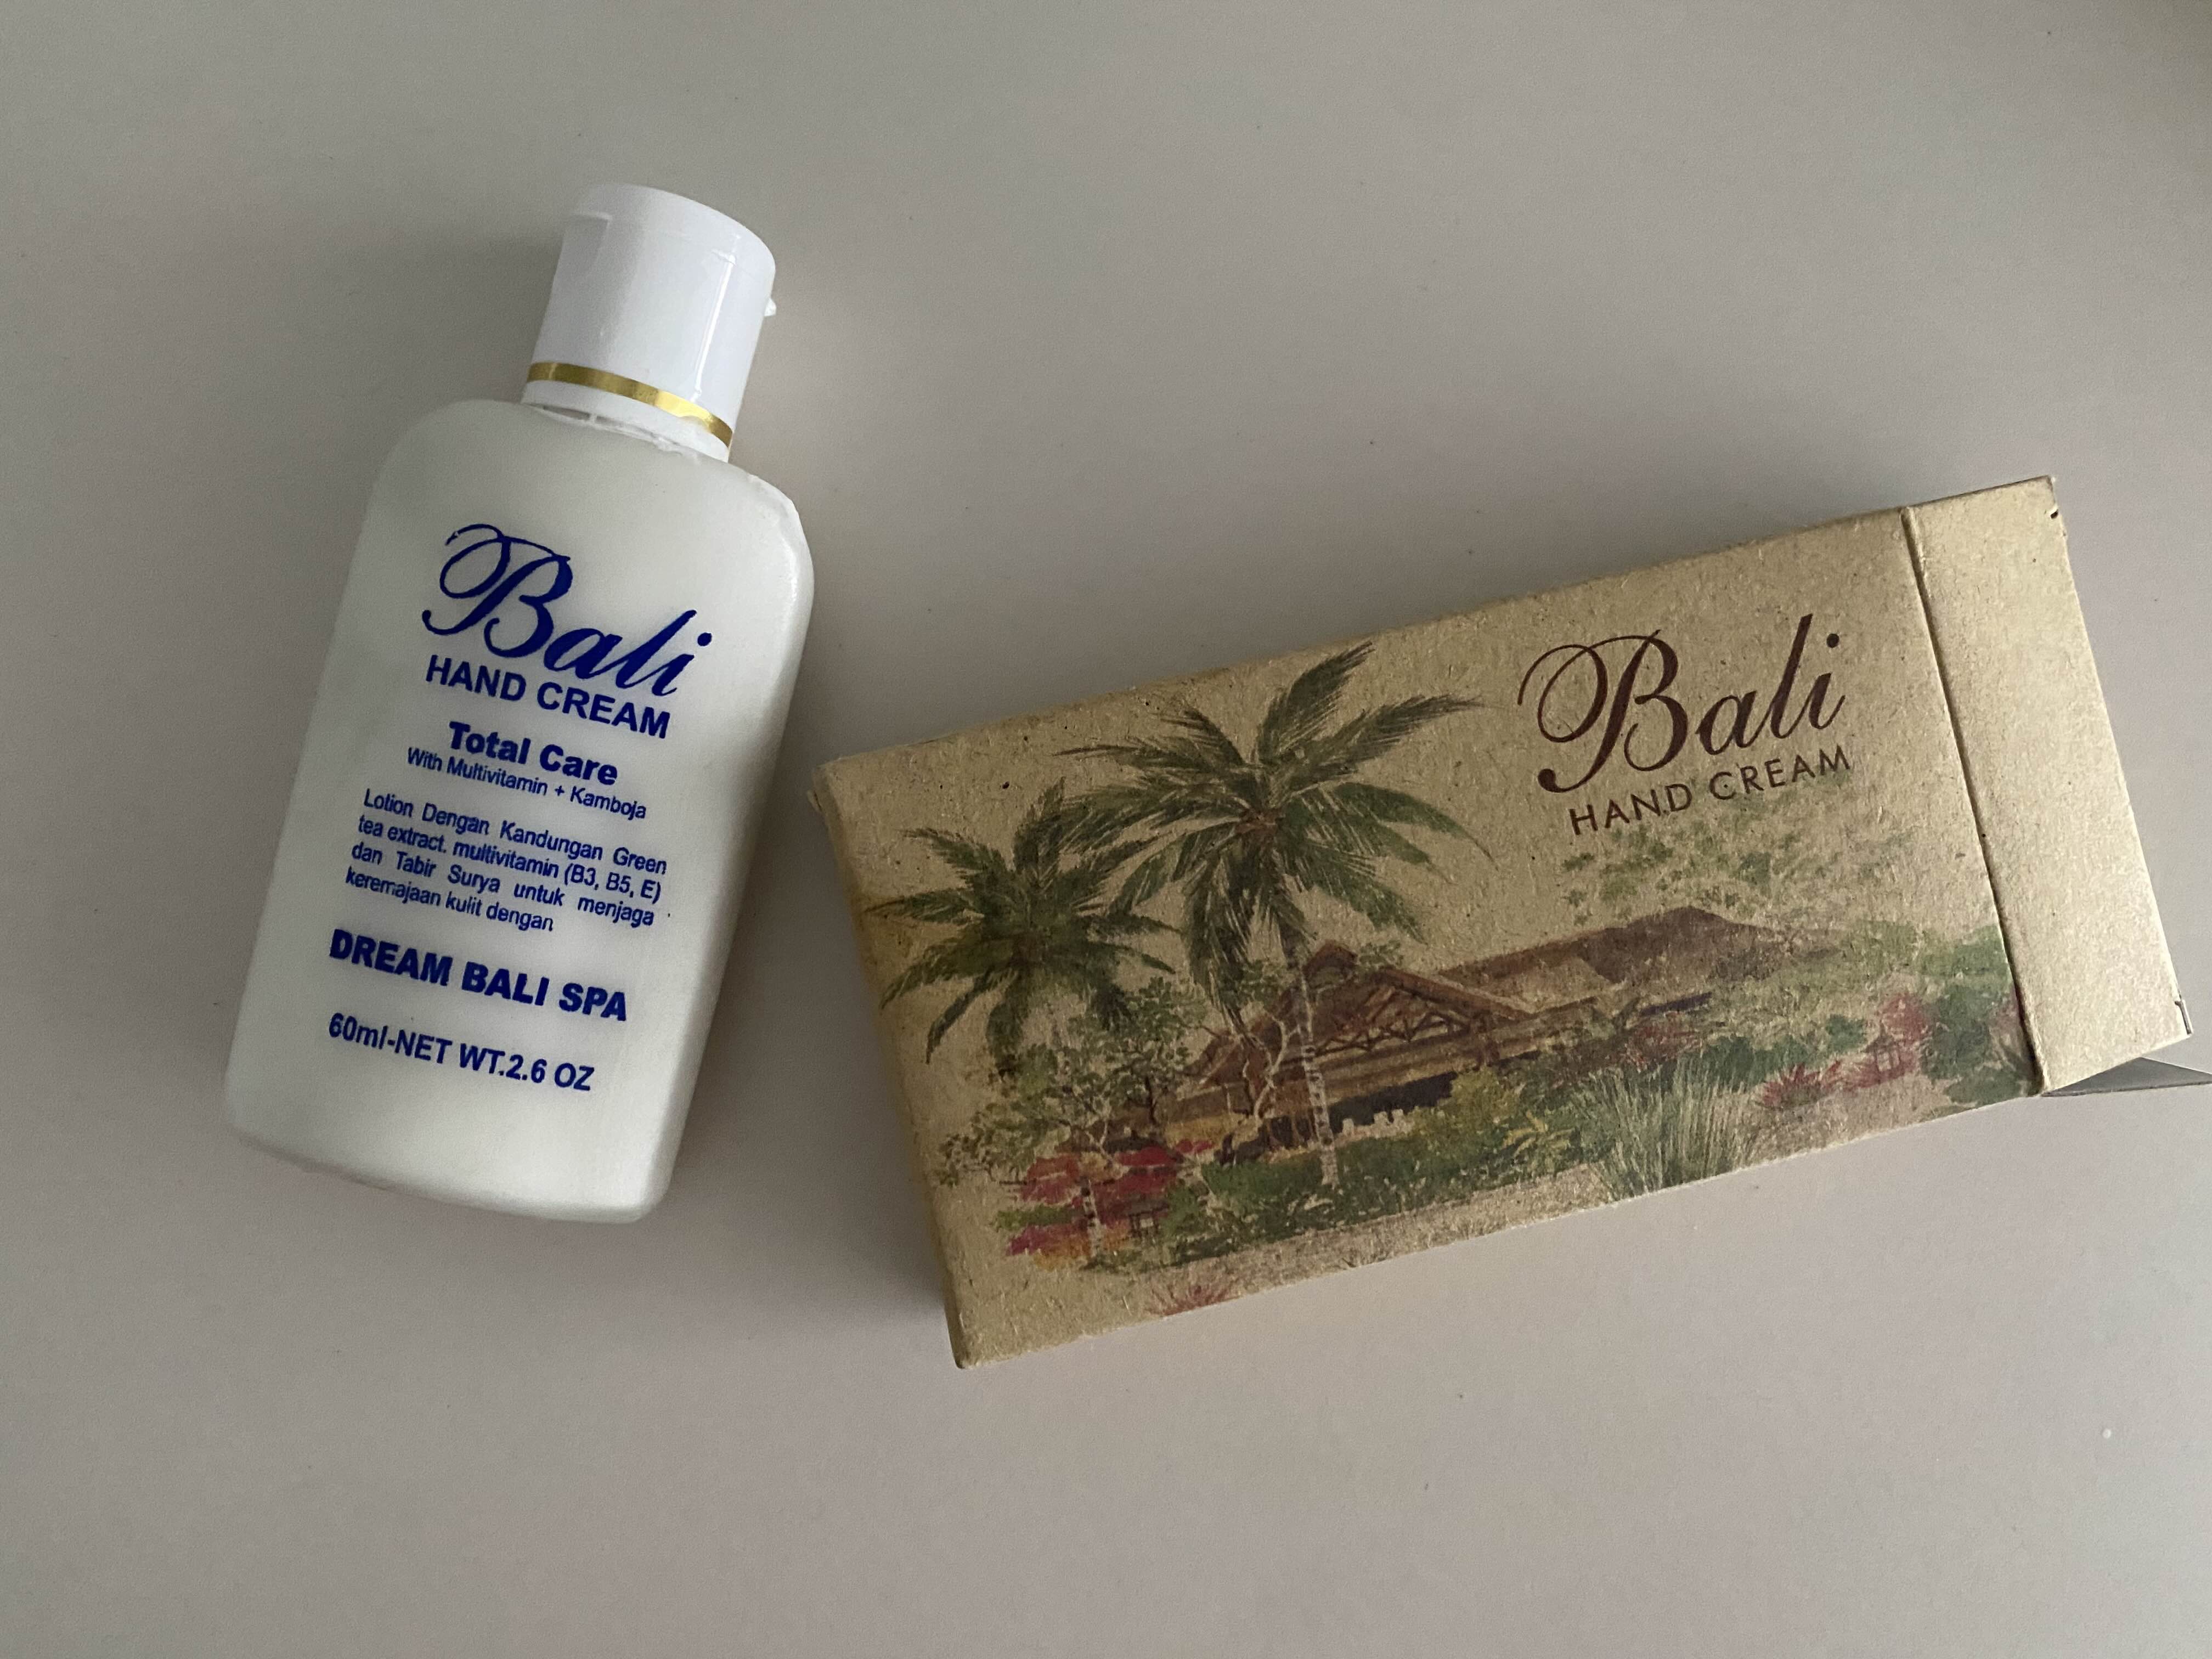 Bali
HAND CREAM
Total Care
With Multivitamin + Kamboja
Lotion Dengan Kandungan Green
tea extract. multivitamin (B3, B5, E)
dan Tabir Surya untuk menjaga
keremajaan kulit dengan
DREAM BALI SPA
60ml-NET WT.2.6 OZ
Bali
HAND CREAM